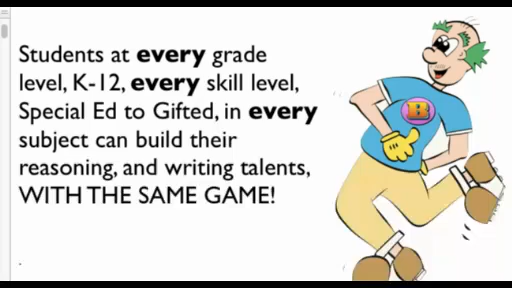 Students at every grade
level, K-12, every skill level,
Special Ed to Gifted, in every
subject can build their
reasoning, and writing talents,
WITH THE SAME GAME!
B
.